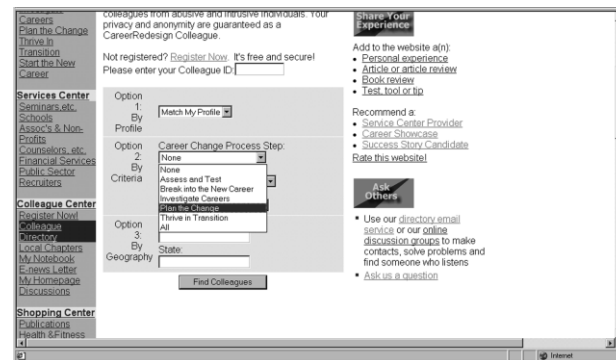 Careers
Plan the Change
Thrive In
Transition
Start the New
Career
Services Center
Seminars,etc.
Schools
Assoc's & Non-
Profits
Counselors, etc.
Financial Services
Public Sector
Recruiters
Colleague Center
Register Now!
Colleague
Directory
Local Chapters
My Notebook
E-news Letter
My Homepage
Discussions
Shopping Center
Publications
Health &Fitness
colleagues from abusive and intrusive individuals. Your
privacy and anonymity are guaranteed as a
CareerRedesign Colleague.
Not registered? Register Now. It's free and secure!
Please enter your Colleague ID:
Option
1:
By
Profile
Match My Profile
Option
2:
By
Criteria
Career Change Process Step:
None
None
Assess and Test
Break into the New Career
Investigate Careers
Plan the Change
Thrive in Transition
All
Option
3:
By
Geography
State:
Find Colleagues
Share Your
Experience
Add to the website a(n):
• Personal experience
• Article or article review
• Book review
• Test, tool or tip
Recommend a:
• Service Center Provider
• Career Showcase
• Success Story Candidate
Rate this website!
Ask
Others
• Use our directory email
service or our online
discussion groups to make
contacts, solve problems and
find someone who listens
• Ask us a question
Internet